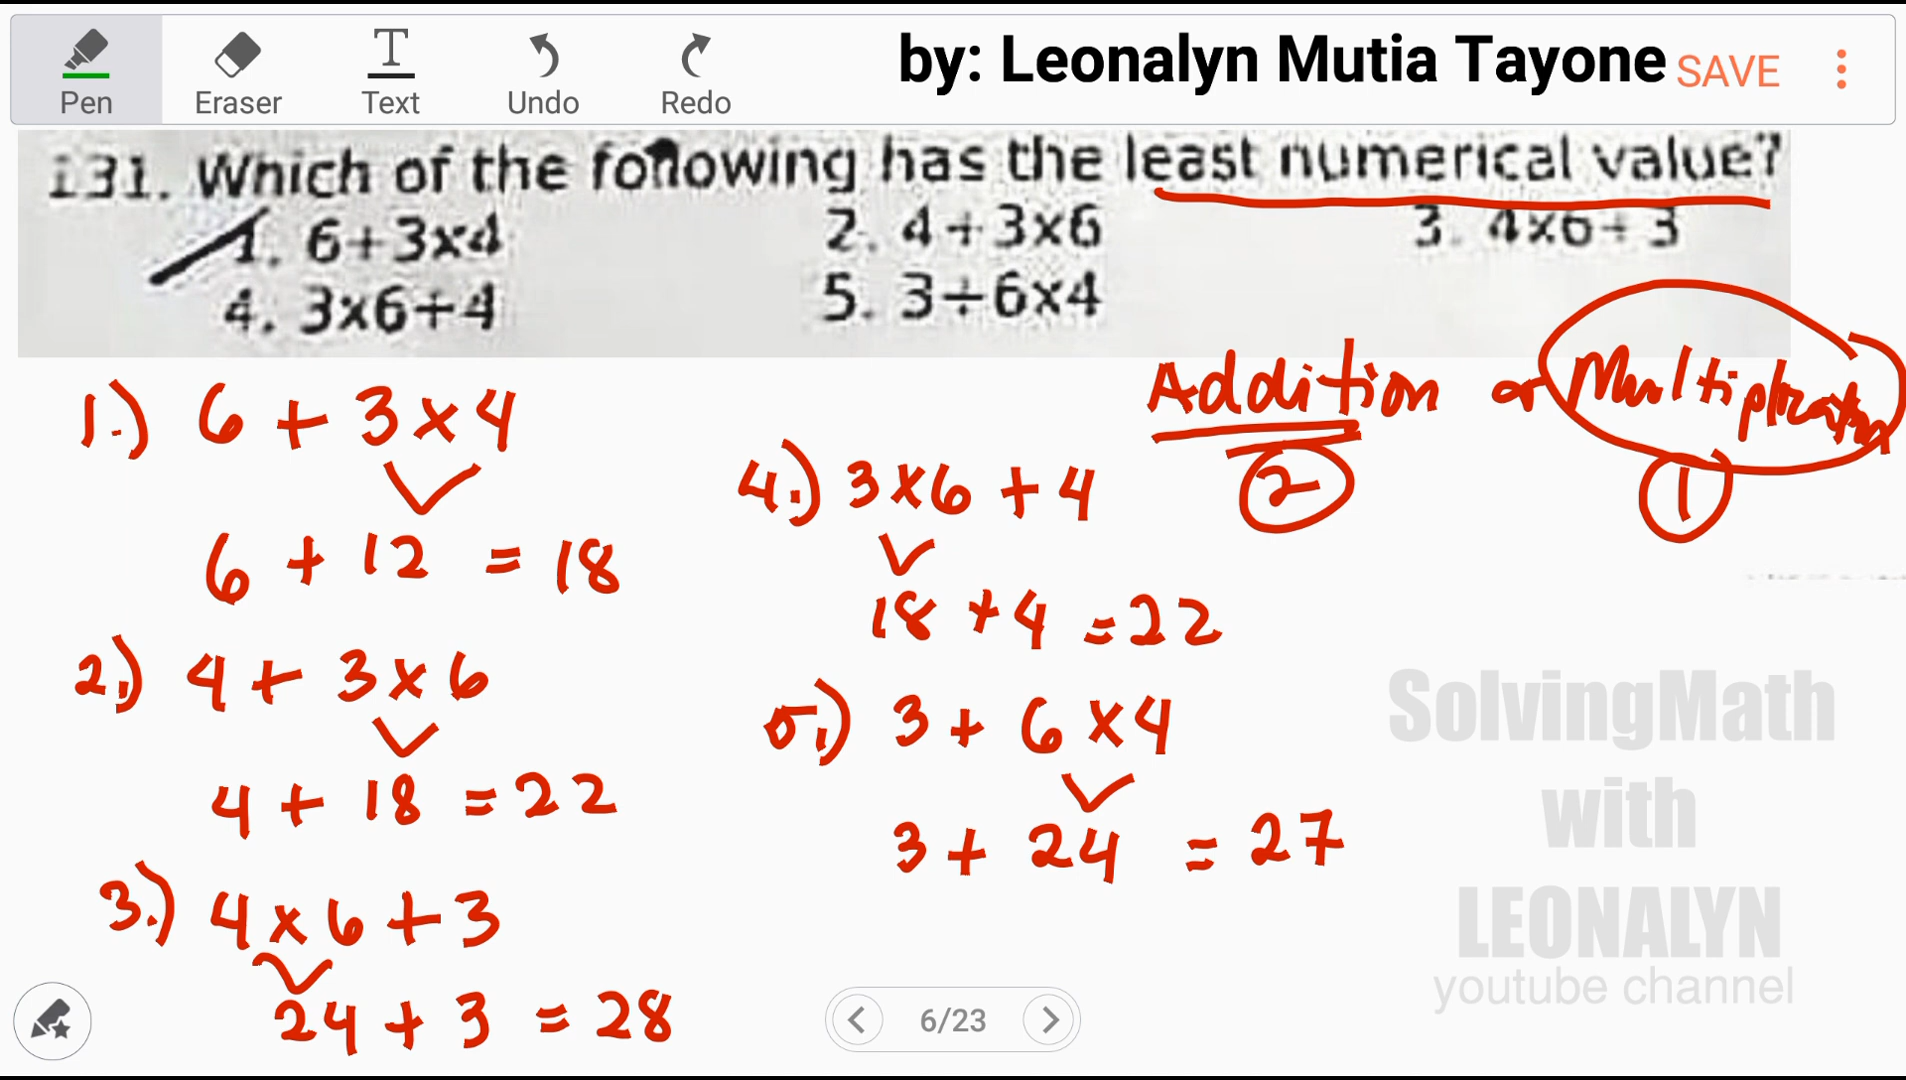 by: Leonalyn Mutia Tayone SAVE
Pen Eraser Text Undo Redo
131. Which of the following has the least numerical value?
1. 6+3x4 2. 4+3x6 3. 4x6+3
4. 3x6+4 5. 3÷6x4
Addition or Multiplication
2 1
1.) 6 + 3 x 4
6 + 12 = 18
2.) 4 + 3 x 6
4 + 18 = 22
3.) 4 x 6 + 3
24 + 3 = 28
4.) 3 x 6 + 4
18 + 4 = 22
5.) 3 + 6 x 4
3 + 24 = 27
SolvingMath
with
LEONALYN
youtube channel
6/23